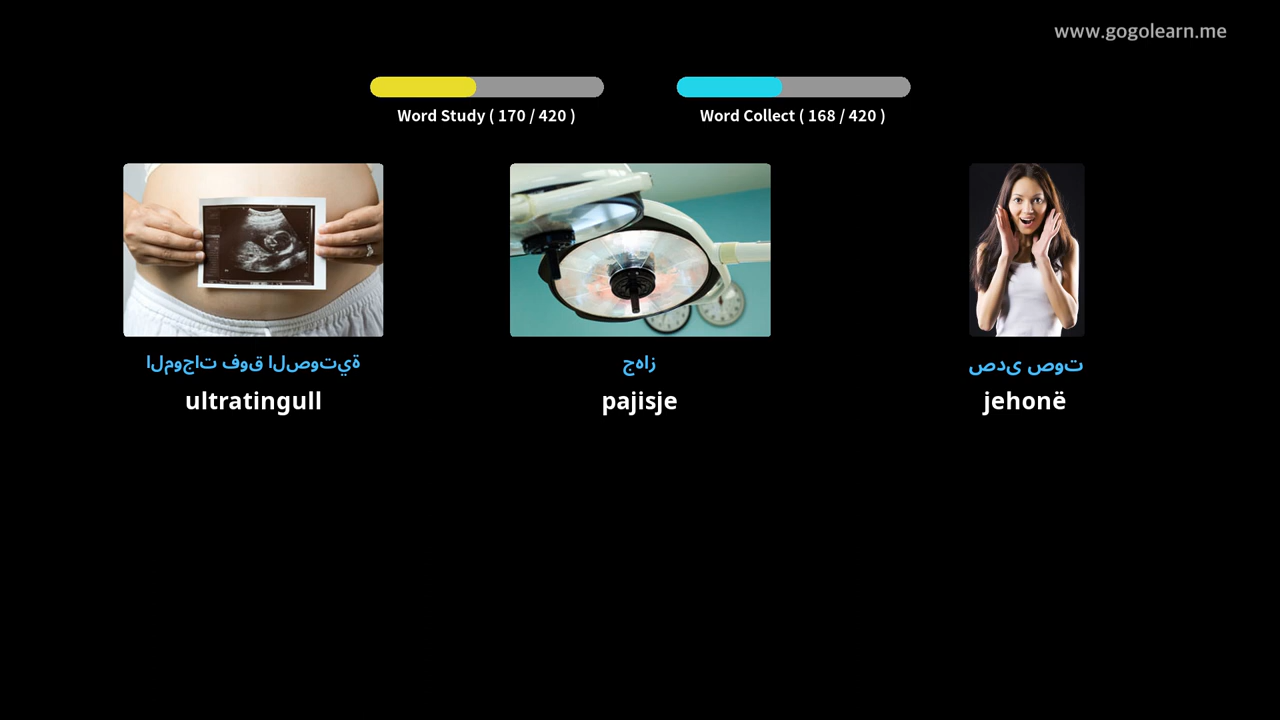 www.gogolearn.me
Word Study ( 170 / 420 )
Word Collect ( 168 / 420 )
الموجات فوق الصوتية
ultratingull
جهاز
pajisje
صدى صوت
jehonë